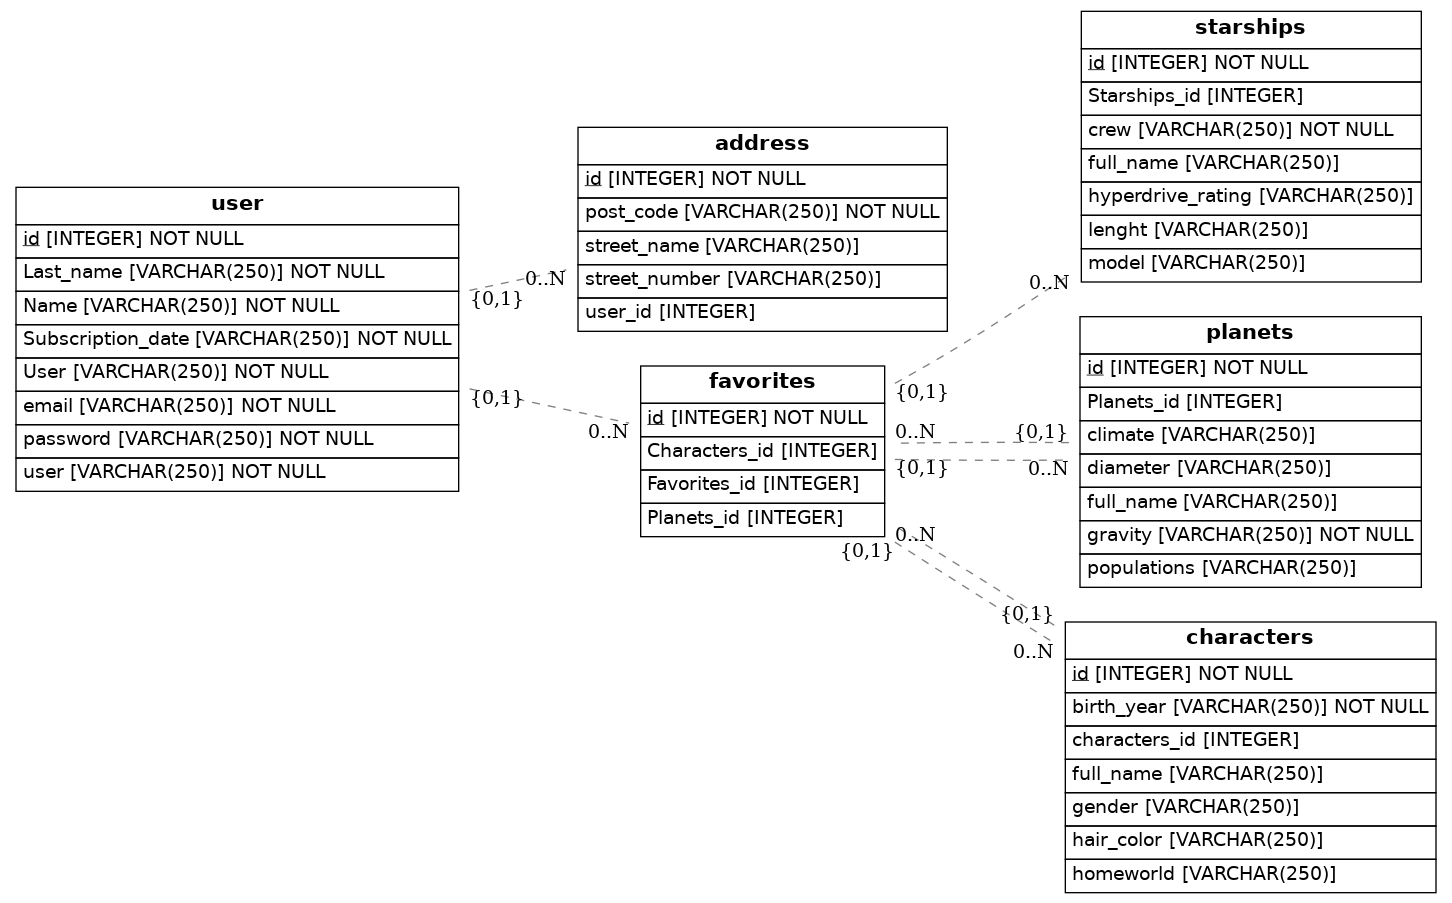 user
id [INTEGER] NOT NULL
Last_name [VARCHAR(250)] NOT NULL
Name [VARCHAR(250)] NOT NULL
Subscription_date [VARCHAR(250)] NOT NULL
User [VARCHAR(250)] NOT NULL
email [VARCHAR(250)] NOT NULL
password [VARCHAR(250)] NOT NULL
user [VARCHAR(250)] NOT NULL
{0,1}
0..N
{0,1}
0..N
address
id [INTEGER] NOT NULL
post_code [VARCHAR(250)] NOT NULL
street_name [VARCHAR(250)]
street_number [VARCHAR(250)]
user_id [INTEGER]
favorites
id [INTEGER] NOT NULL
Characters_id [INTEGER]
Favorites_id [INTEGER]
Planets_id [INTEGER]
{0,1}
0..N
0..N
{0,1}
{0,1}
0..N
0..N
{0,1}
{0,1}
0..N
starships
id [INTEGER] NOT NULL
Starships_id [INTEGER]
crew [VARCHAR(250)] NOT NULL
full_name [VARCHAR(250)]
hyperdrive_rating [VARCHAR(250)]
lenght [VARCHAR(250)]
model [VARCHAR(250)]
planets
id [INTEGER] NOT NULL
Planets_id [INTEGER]
climate [VARCHAR(250)]
diameter [VARCHAR(250)]
full_name [VARCHAR(250)]
gravity [VARCHAR(250)] NOT NULL
populations [VARCHAR(250)]
characters
id [INTEGER] NOT NULL
birth_year [VARCHAR(250)] NOT NULL
characters_id [INTEGER]
full_name [VARCHAR(250)]
gender [VARCHAR(250)]
hair_color [VARCHAR(250)]
homeworld [VARCHAR(250)]